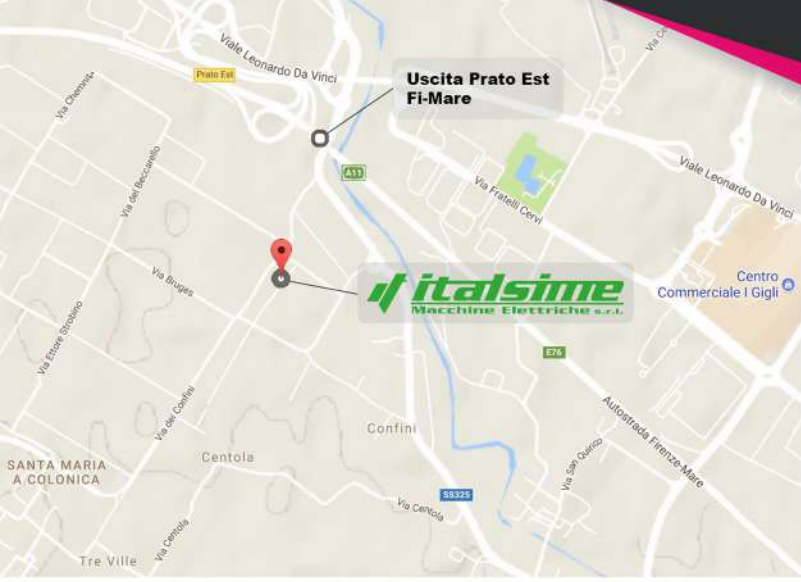 Via Ce
Viale Leonardo Da Vinci
Prato Est
Uscita Prato Est
Fi-Mare
Via Chemnitz
A11
Viale Leonardo Da Vinci
Via Fratelli Cervi
Via del Beccarello
Via Bruges
italsime
Macchine Elettriche s.r.l.
Centro
Commerciale I Gigli
Via Ettore Strobino
E76
Via dei Confini
Autostrada Firenze-Mare
Confini
Centola
SANTA MARIA
A COLONICA
Via San Quirico
SS325
Via Centola
Via Centola
Tre Ville